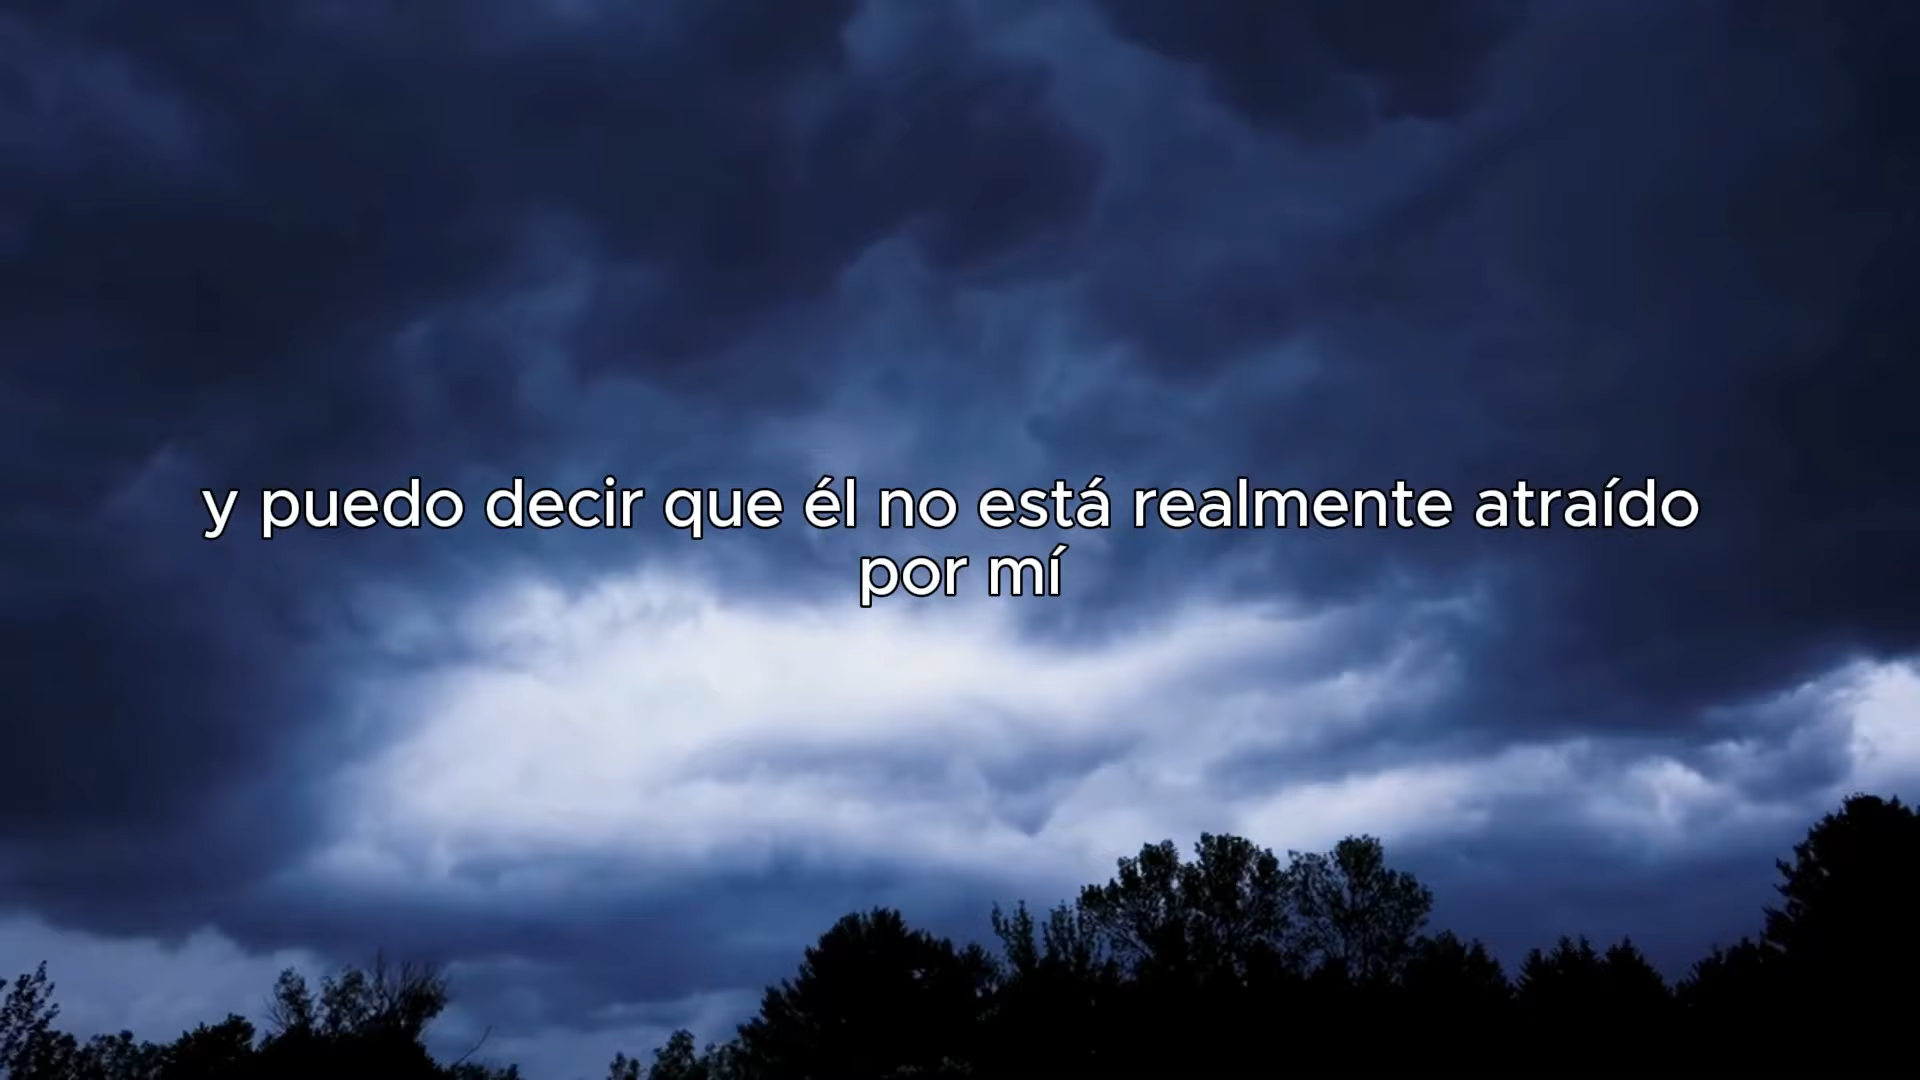 y puedo decir que él no está realmente atraído
por mí